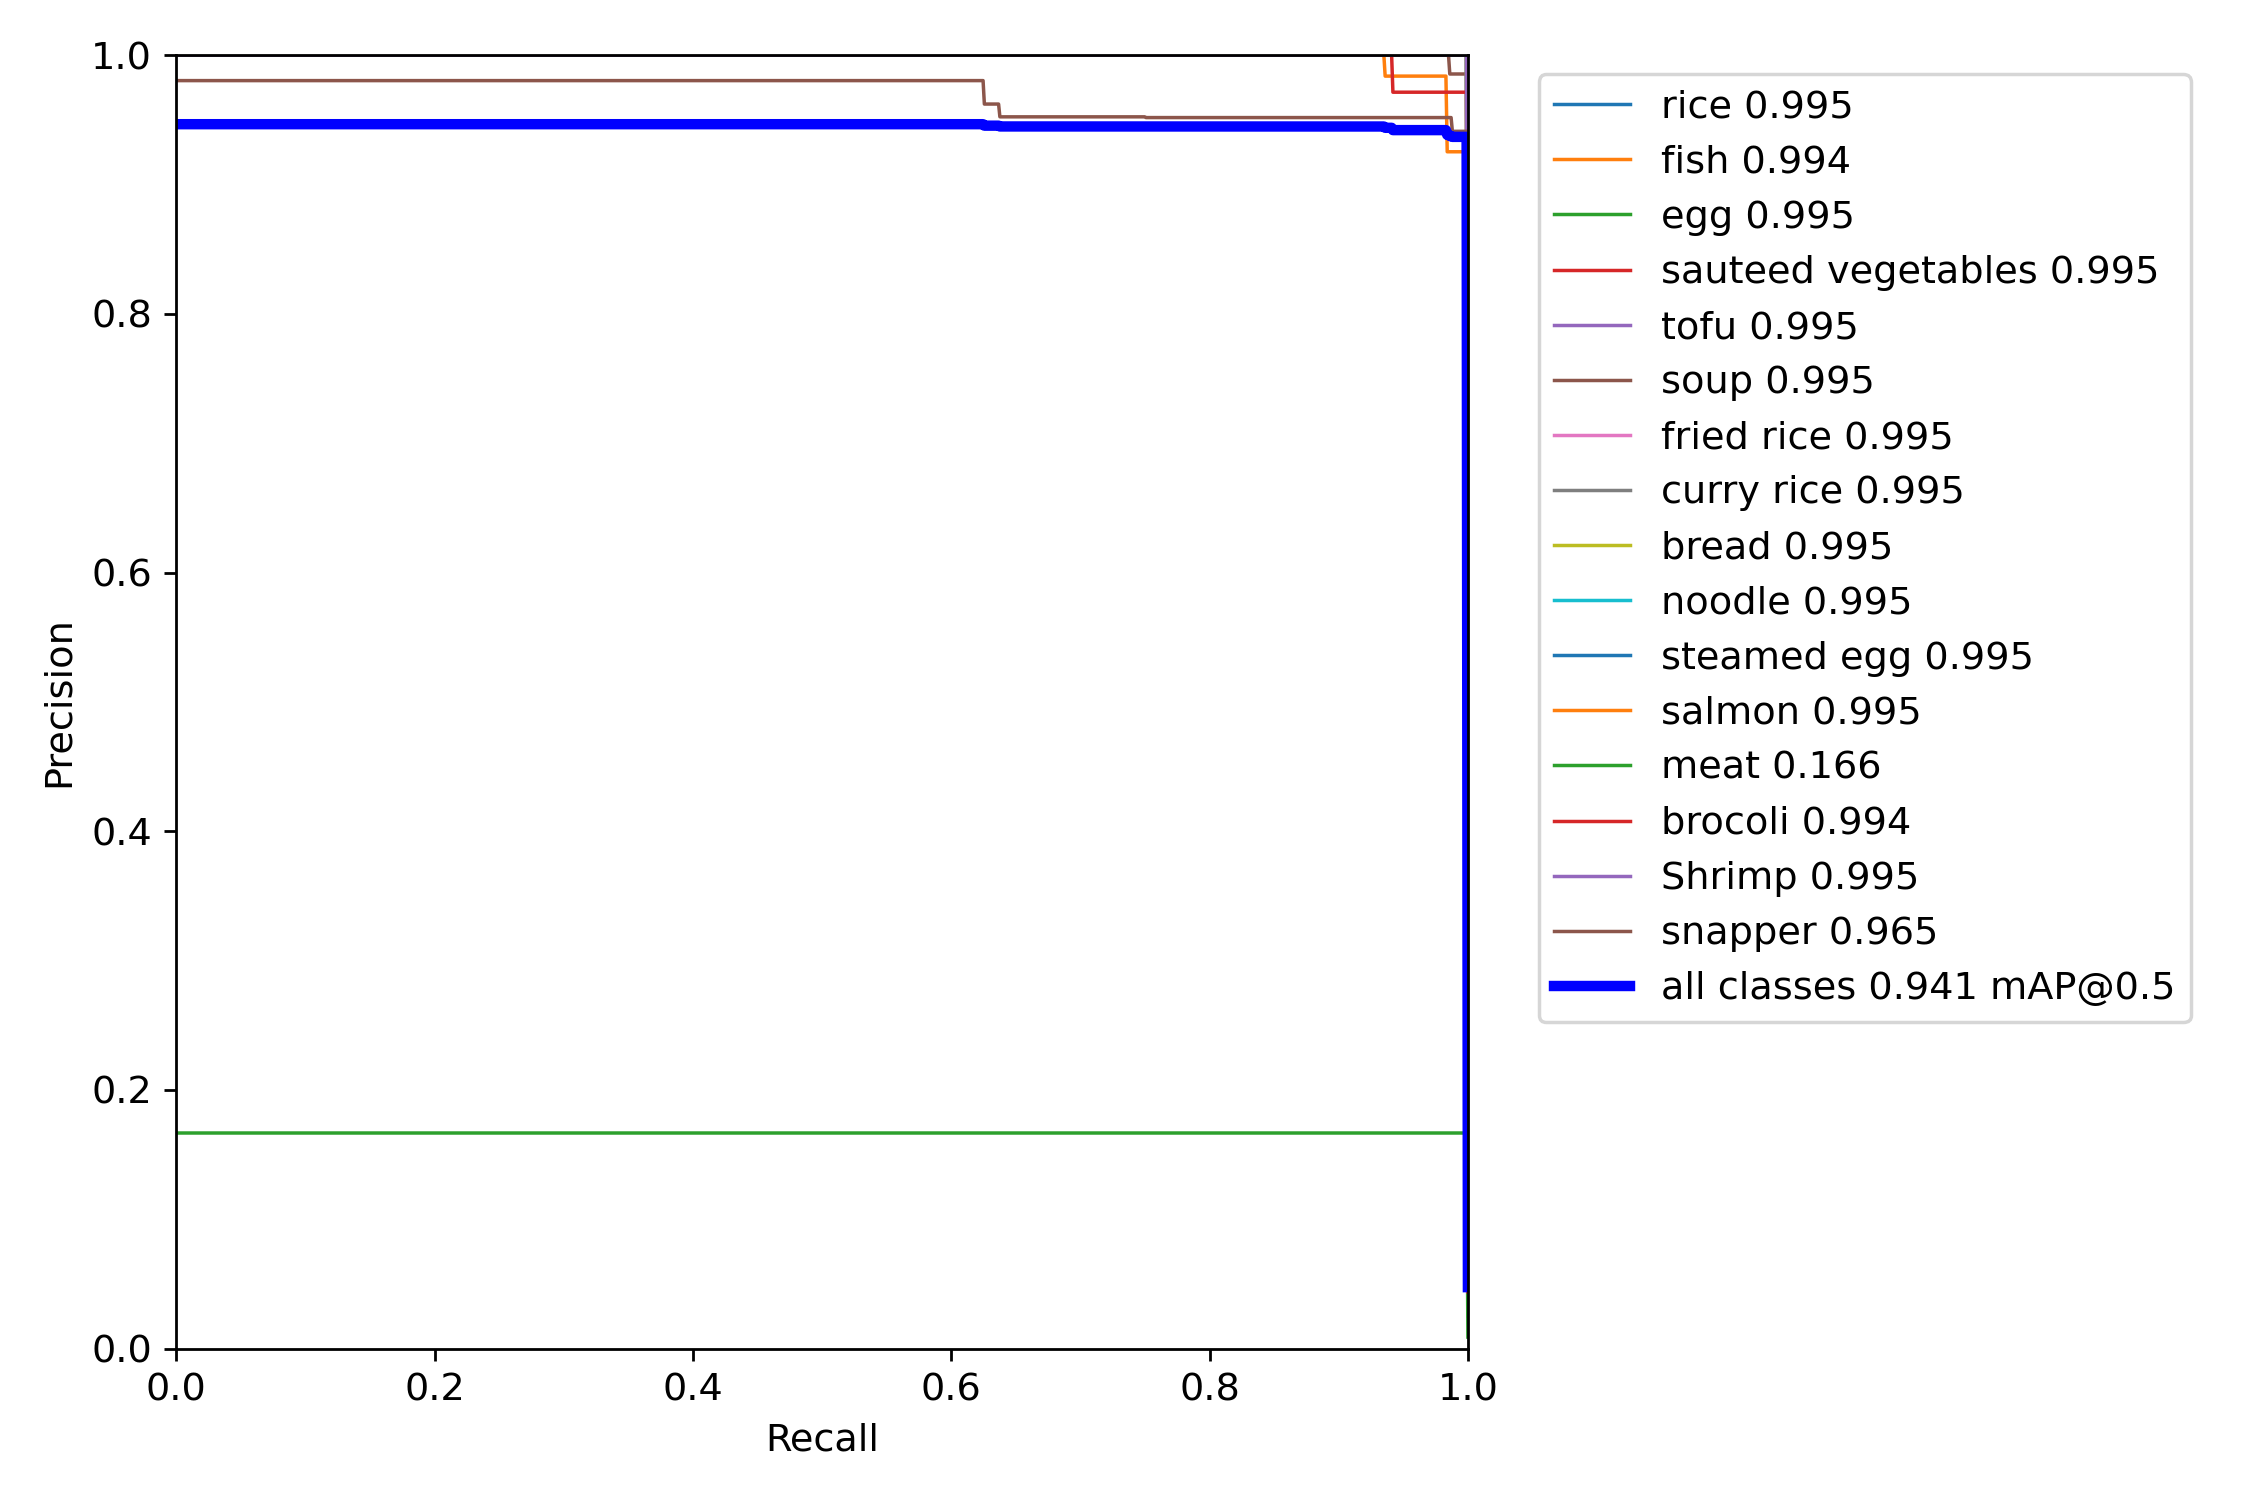 1.0
0.8
0.6
0.4
0.2
0.0
Precision
0.0 0.2 0.4 0.6 0.8 1.0
Recall
rice 0.995
fish 0.994
egg 0.995
sauteed vegetables 0.995
tofu 0.995
soup 0.995
fried rice 0.995
curry rice 0.995
bread 0.995
noodle 0.995
steamed egg 0.995
salmon 0.995
meat 0.166
brocoli 0.994
Shrimp 0.995
snapper 0.965
all classes 0.941 mAP@0.5